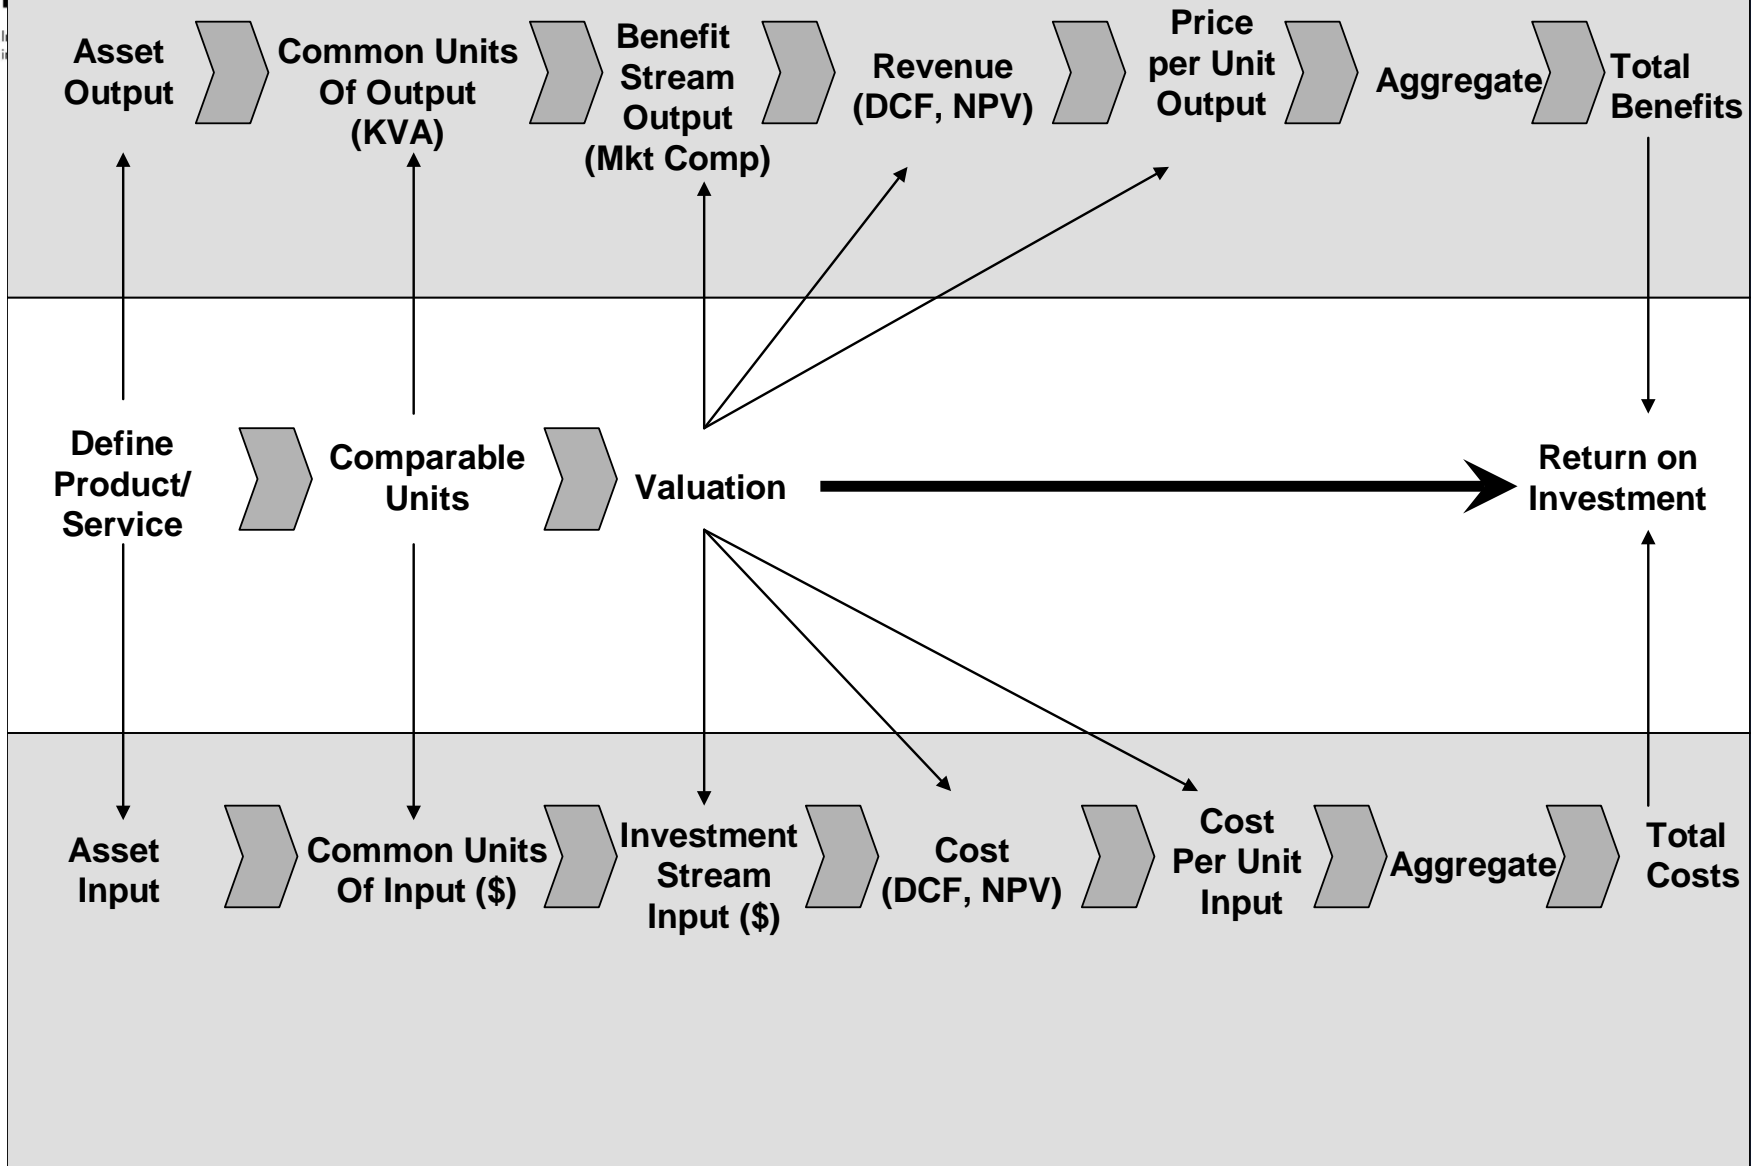 Asset
Output
Common Units
Of Output
(KVA)
Benefit
Stream
Output
(Mkt Comp)
Revenue
(DCF, NPV)
Price
per Unit
Output
Aggregate
Total
Benefits
Define
Product/
Service
Comparable
Units
Valuation
Return on
Investment
Asset
Input
Common Units
Of Input ($)
Investment
Stream
Input ($)
Cost
(DCF, NPV)
Cost
Per Unit
Input
Aggregate
Total
Costs